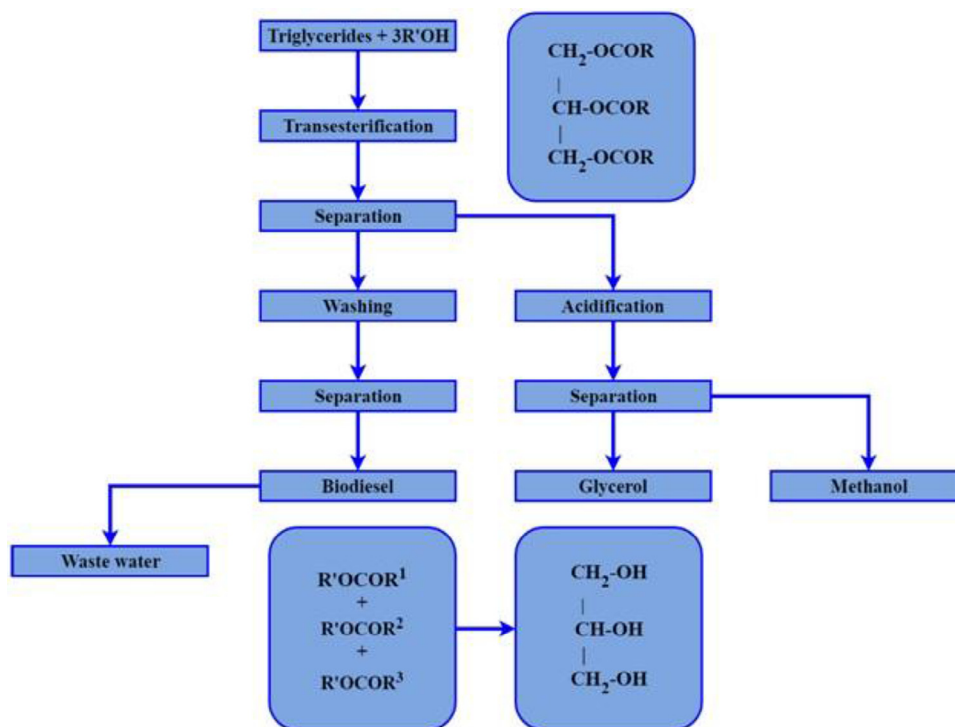 Triglycerides + 3R'OH
CH₂-OCOR
|
CH-OCOR
|
CH₂-OCOR
Transesterification
Separation
Washing
Acidification
Separation
Separation
Biodiesel
Glycerol
Methanol
Waste water
R'OCOR¹
+
R'OCOR²
+
R'OCOR³
CH₂-OH
|
CH-OH
|
CH₂-OH